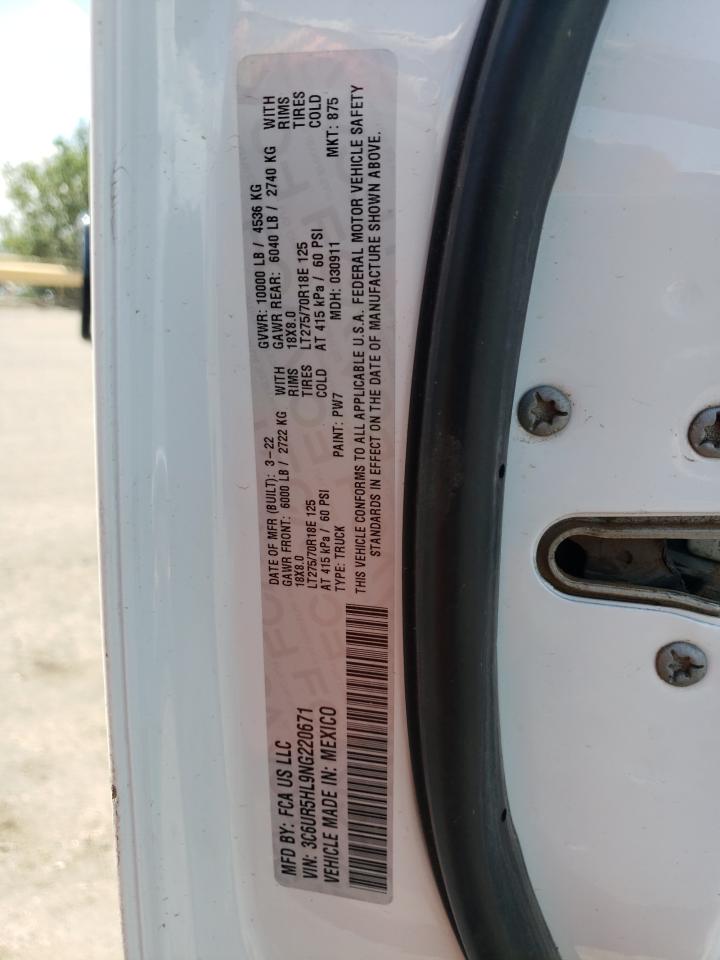 MFD BY: FCA US LLC
VIN: 3C6UR5HL9NG220671
VEHICLE MADE IN: MEXICO
DATE OF MFR (BUILT): 3-22
GVWR: 10000 LB / 4536 KG
GAWR FRONT: 6000 LB / 2722 KG WITH
GAWR REAR: 6040 LB / 2740 KG WITH
18X8.0 RIMS
18X8.0 RIMS
LT275/70R18E 125 TIRES
LT275/70R18E 125 TIRES
AT 415 kPa / 60 PSI COLD
AT 415 kPa / 60 PSI COLD
TYPE: TRUCK PAINT: PW7 MDH: 030911 MKT: 875
THIS VEHICLE CONFORMS TO ALL APPLICABLE U.S.A. FEDERAL MOTOR VEHICLE SAFETY
STANDARDS IN EFFECT ON THE DATE OF MANUFACTURE SHOWN ABOVE.